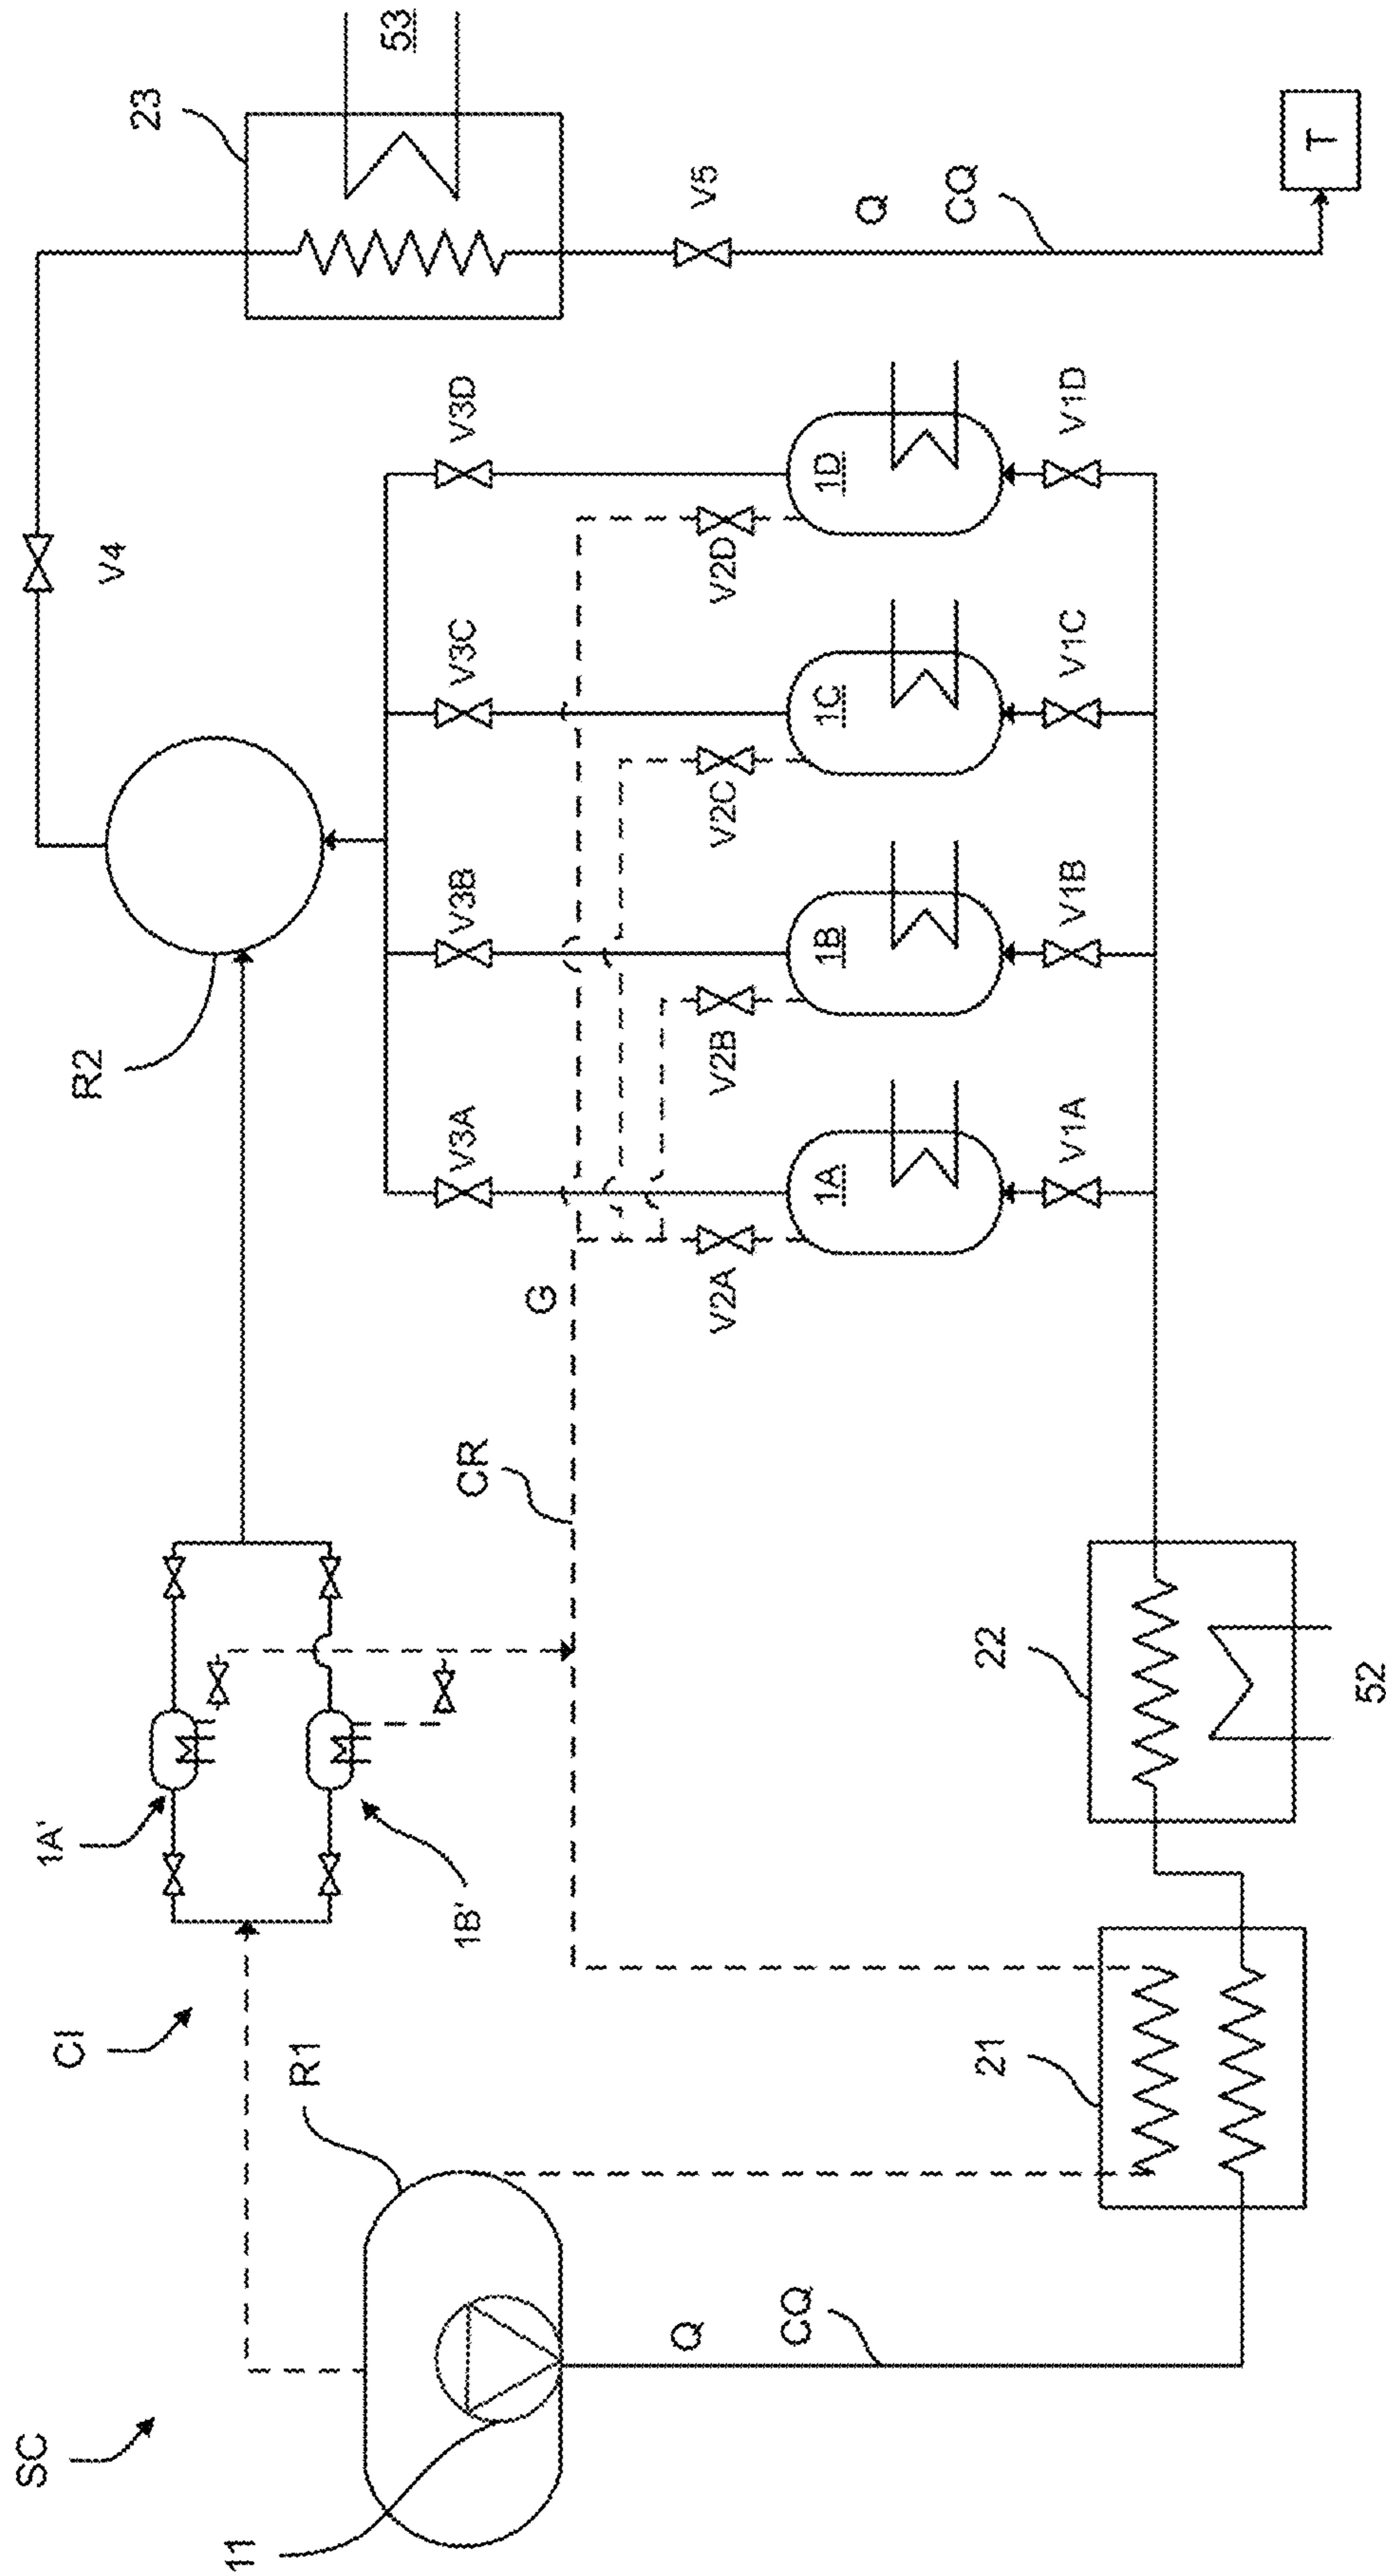 SC
CI
11
R1
1A'
1B'
R2
V4
23
53
CR
G
V3A
V3B
V3C
V3D
V2A
V2B
V2C
V2D
1A
1B
1C
1D
V1A
V1B
V1C
V1D
V5
Q
CQ
T
Q
CQ
21
22
52